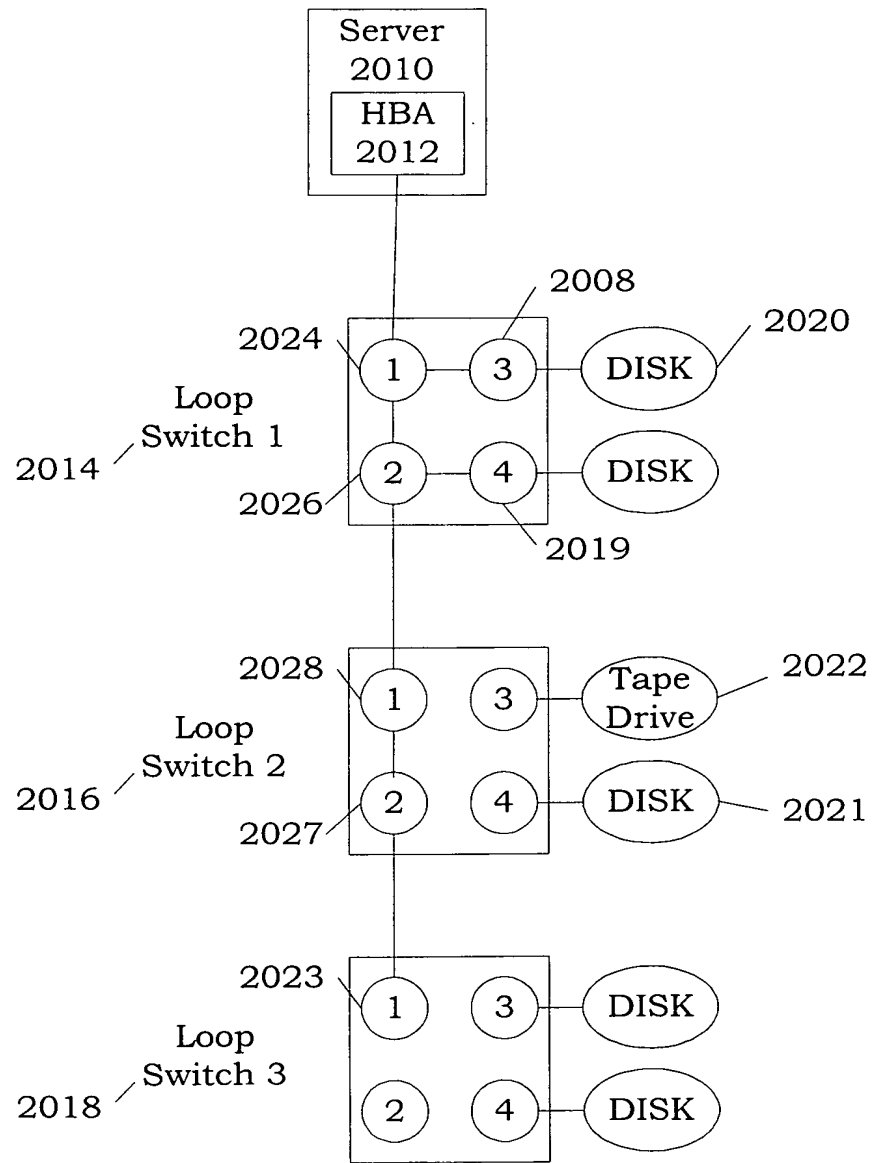 Server
2010
HBA
2012
2008
2024
1
3
DISK
2020
Loop
Switch 1
2014
2
4
DISK
2026
2019
2028
1
3
Tape
Drive
2022
Loop
Switch 2
2016
2
4
DISK
2021
2027
2023
1
3
DISK
Loop
Switch 3
2018
2
4
DISK